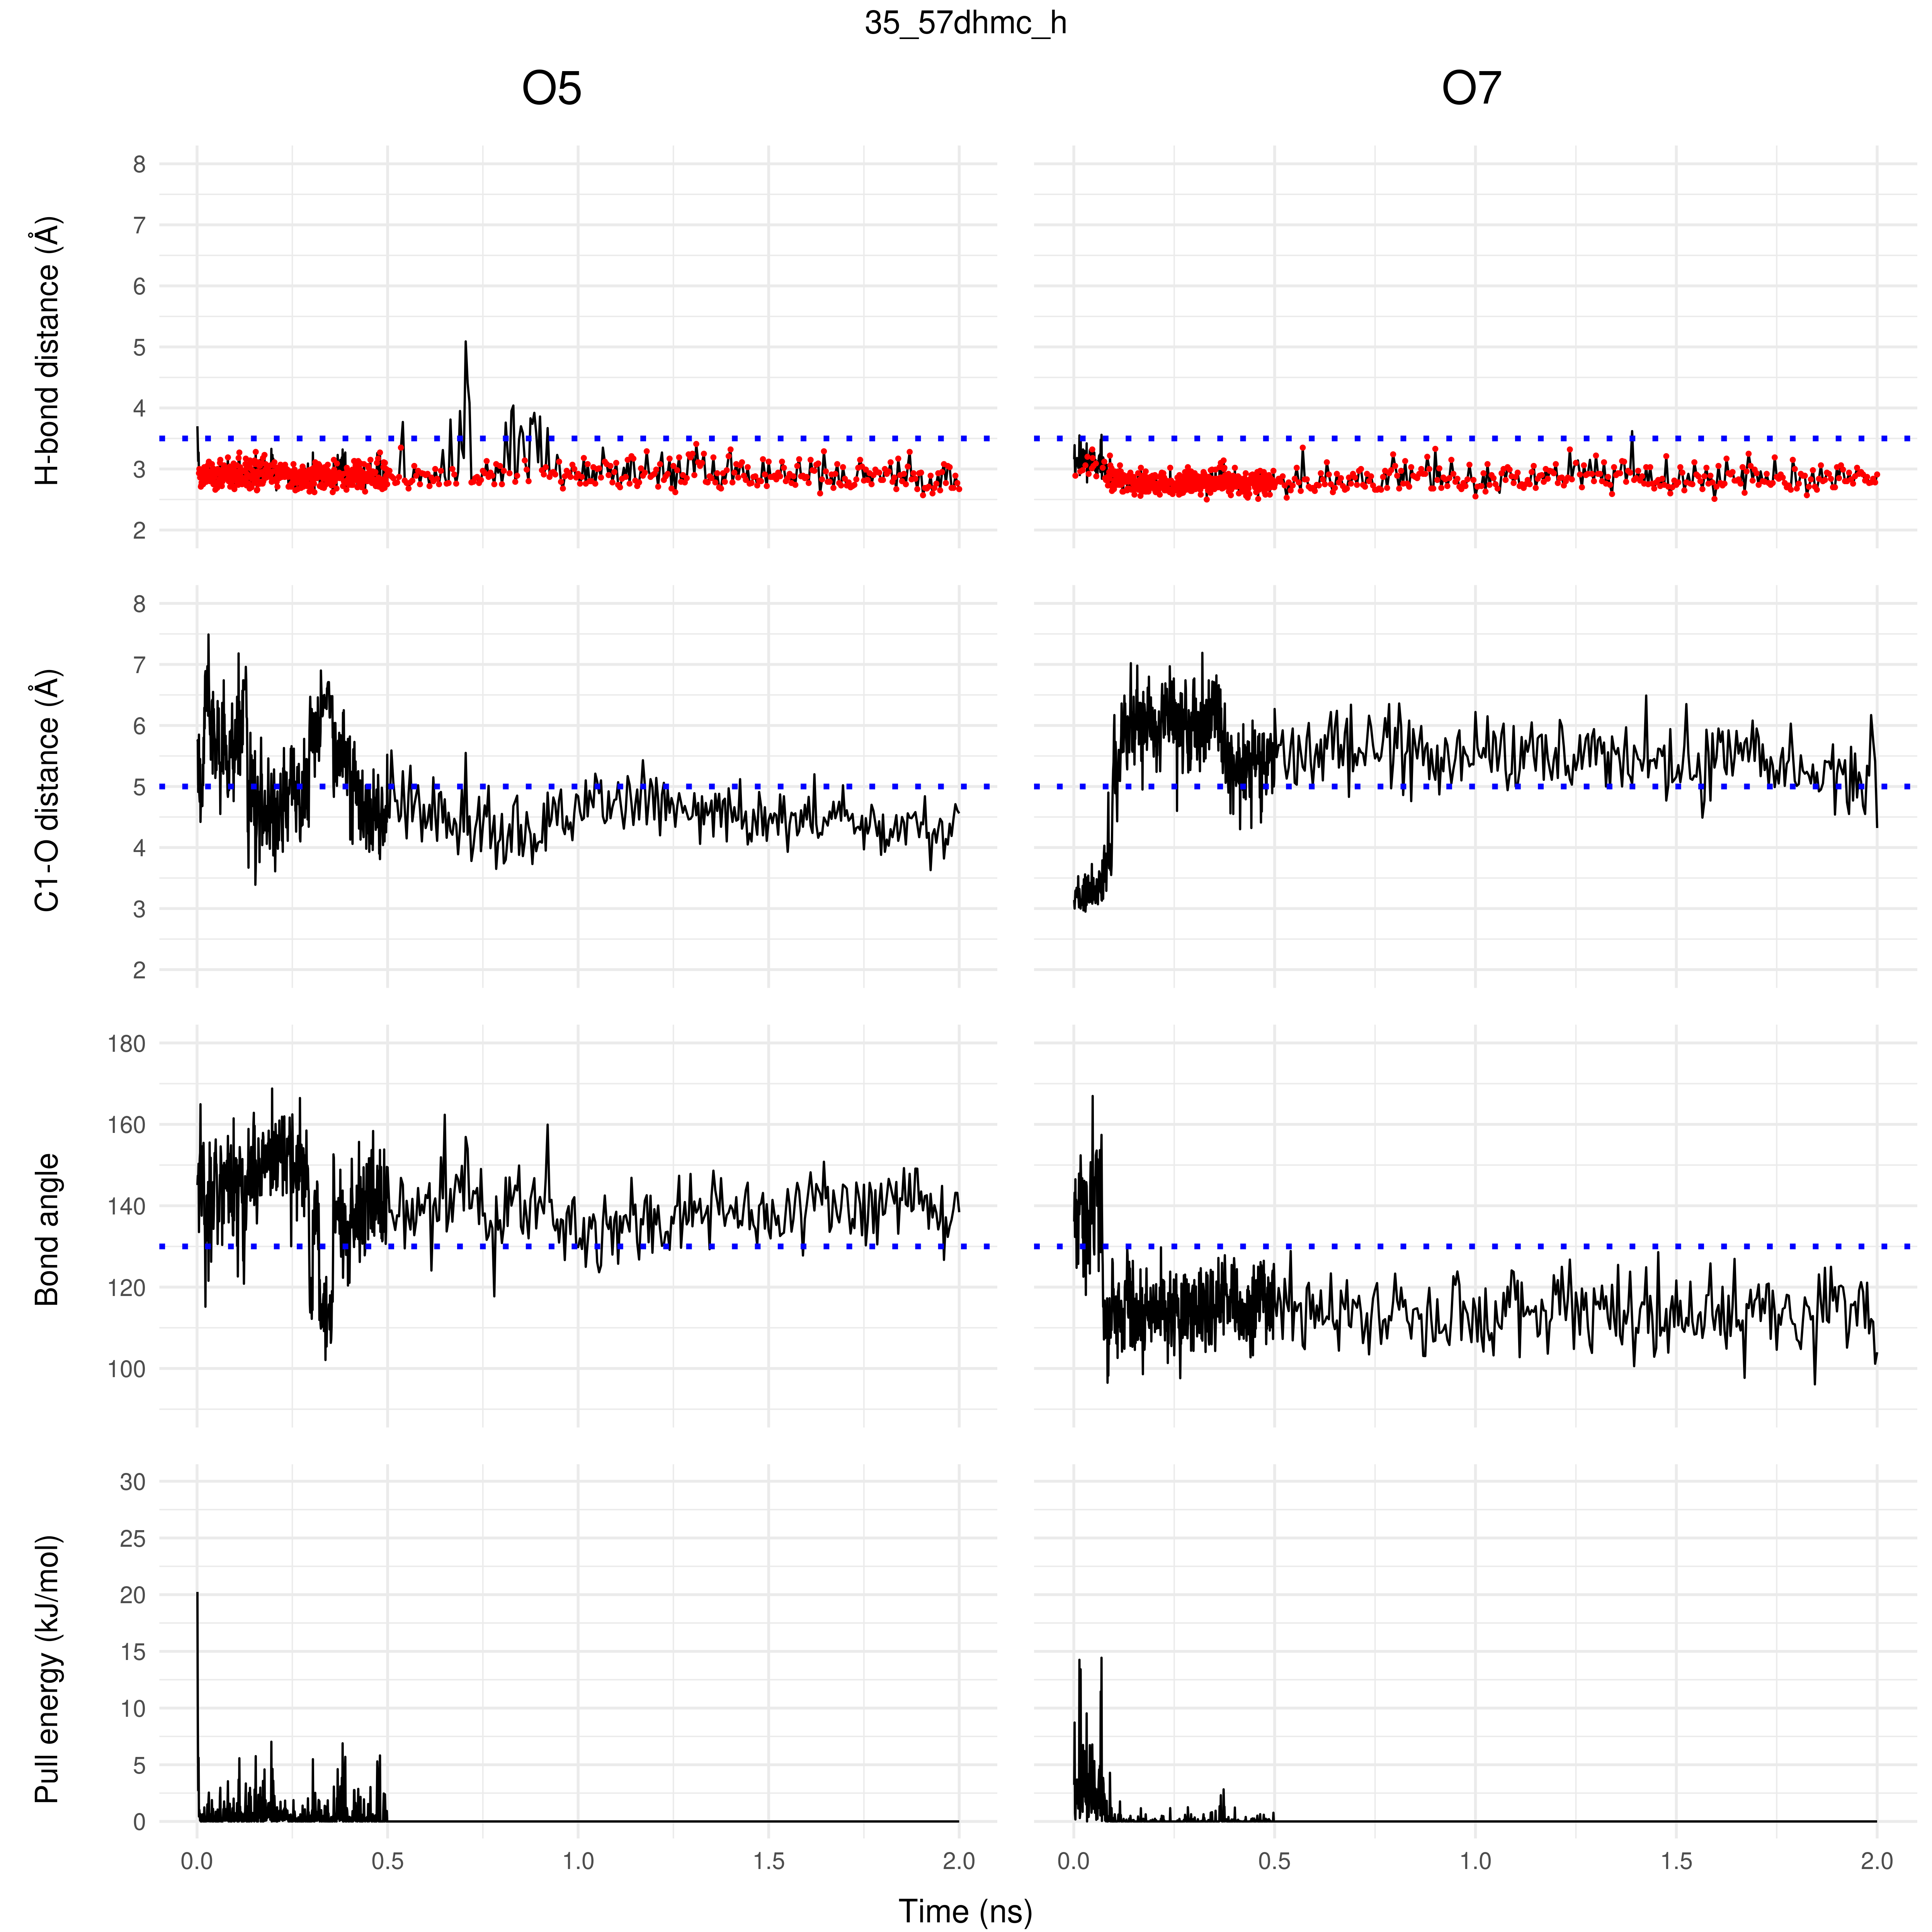 35_57dhmc_h
O5
O7
H-bond distance (Å)
8
7
6
5
4
3
2
C1-O distance (Å)
8
7
6
5
4
3
2
Bond angle
180
160
140
120
100
Pull energy (kJ/mol)
30
25
20
15
10
5
0
0.0 0.5 1.0 1.5 2.0
0.0 0.5 1.0 1.5 2.0
Time (ns)